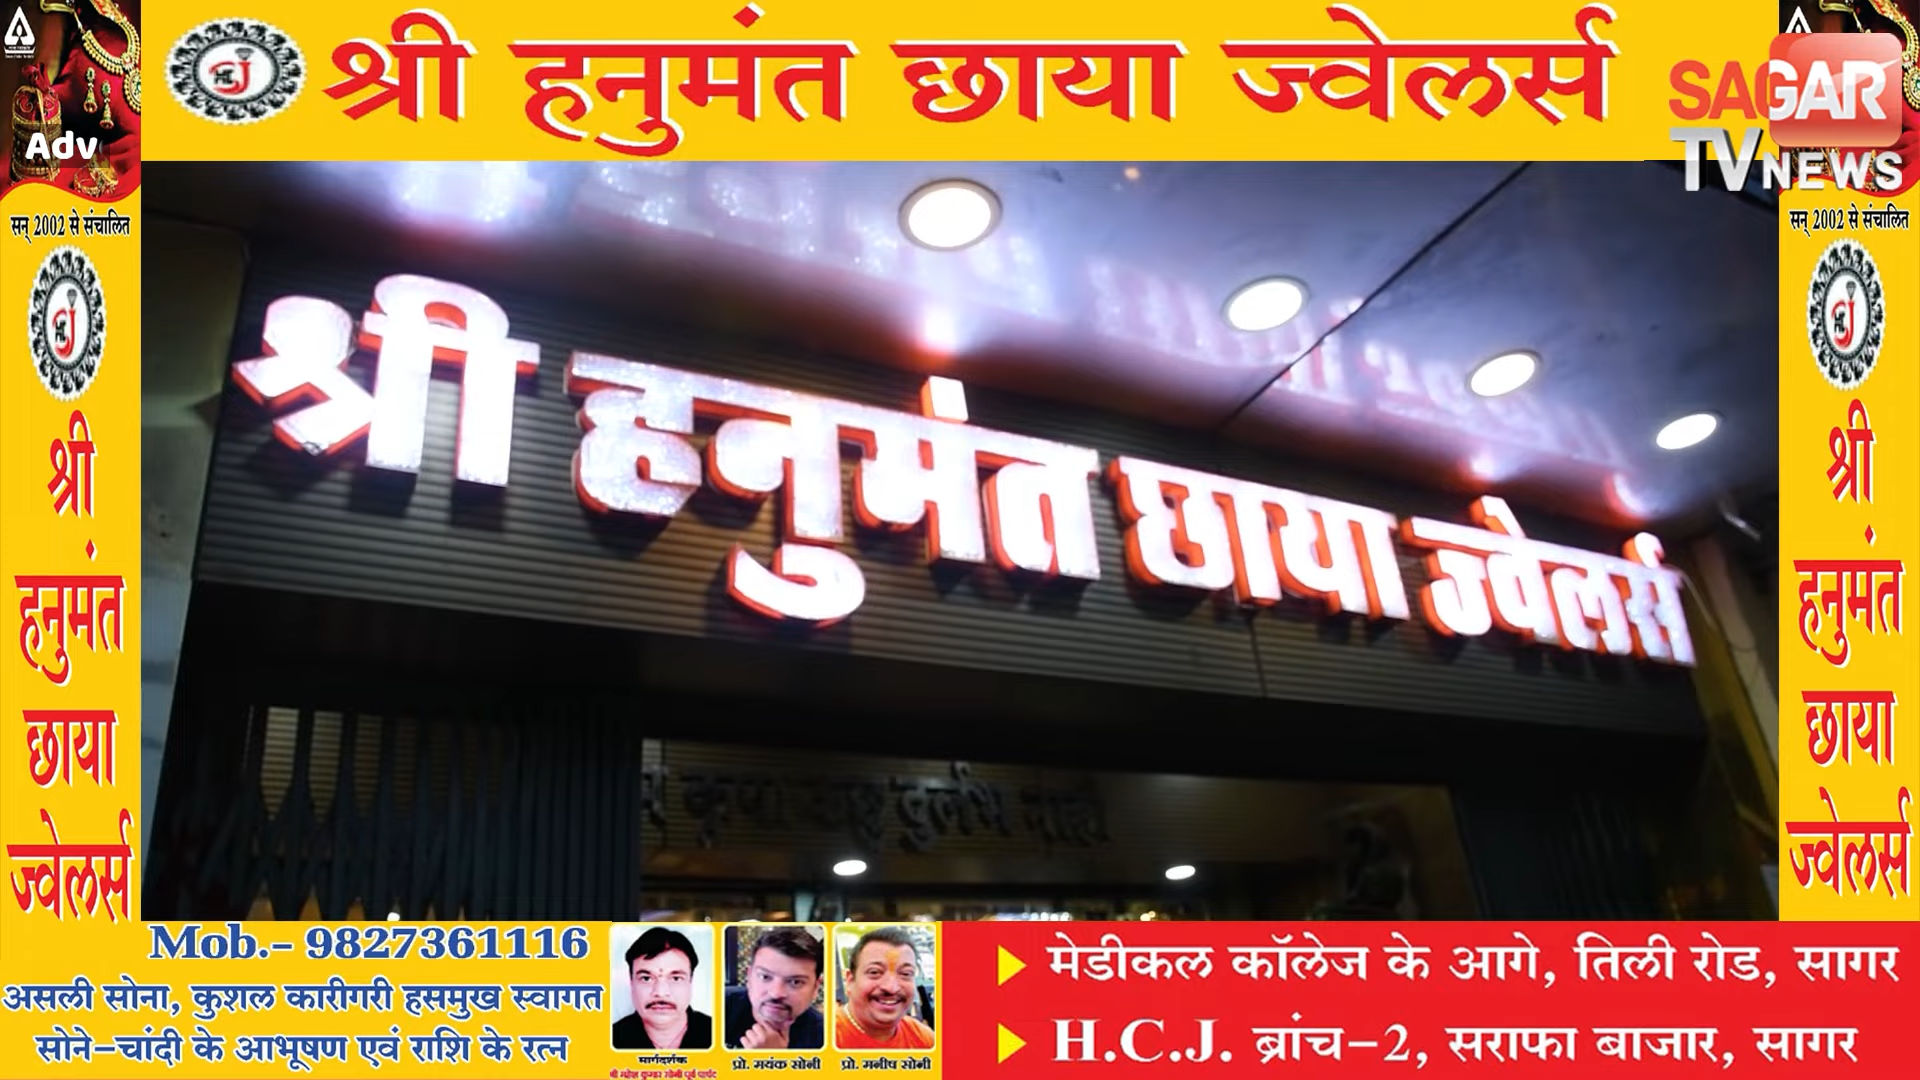 श्री हनुमंत छाया ज्वेलर्स
SAGAR
TV NEWS
Adv
सन् 2002 से संचालित
श्री
हनुमंत
छाया
ज्वेलर्स
श्री हनुमंत छाया ज्वेलर्स
सन् 2002 से संचालित
श्री
हनुमंत
छाया
ज्वेलर्स
Mob.- 9827361116
असली सोना, कुशल कारीगरी हसमुख स्वागत
सोने-चांदी के आभूषण एवं राशि के रत्न
मार्गदर्शक
प्रो. मयंक सोनी
प्रो. मनीष सोनी
मेडीकल कॉलेज के आगे, तिली रोड, सागर
H.C.J. ब्रांच-2, सराफा बाजार, सागर